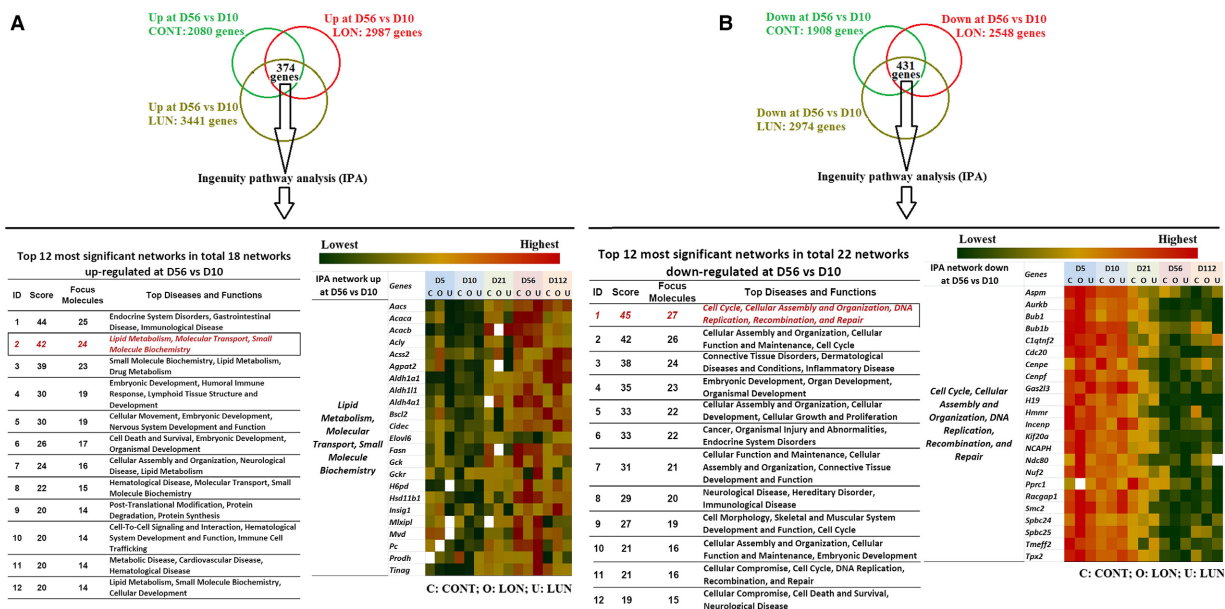 A
Up at D56 vs D10
CONT:2080 genes
Up at D56 vs D10
LON: 2987 genes
374
genes
Up at D56 vs D10
LUN: 3441 genes
Ingenuity pathway analysis (IPA)
Top 12 most significant networks in total 18 networks
up-regulated at D56 vs D10
ID Score Focus Molecules Top Diseases and Functions
1 44 25 Endocrine System Disorders, Gastrointestinal
Disease, Immunological Disease
2 42 24 Lipid Metabolism, Molecular Transport, Small
Molecule Biochemistry
3 39 23 Small Molecule Biochemistry, Lipid Metabolism,
Drug Metabolism
4 30 19 Embryonic Development, Humoral Immune
Response, Lymphoid Tissue Structure and
Development
5 30 19 Cellular Movement, Embryonic Development,
Nervous System Development and Function
6 26 17 Cell Death and Survival, Embryonic Development,
Organismal Development
7 24 16 Cellular Assembly and Organization, Neurological
Disease, Lipid Metabolism
8 22 15 Hematological Disease, Molecular Transport, Small
Molecule Biochemistry
9 20 14 Post-Translational Modification, Protein
Degradation, Protein Synthesis
10 20 14 Cell-To-Cell Signaling and Interaction, Hematological
System Development and Function, Immune Cell
Trafficking
11 20 14 Metabolic Disease, Cardiovascular Disease,
Hematological Disease
12 20 14 Lipid Metabolism, Small Molecule Biochemistry,
Cellular Development
Lowest Highest
IPA network up
at D56 vs D10
Genes
D5 D10 D21 D56 D112
C O U C O U C O U C O U C O U
Lipid
Metabolism,
Molecular
Transport, Small
Molecule
Biochemistry
Aacs
Acaca
Acacb
Acly
Acss2
Agpat2
Aldh1a1
Aldh1l1
Aldh4a1
Bscl2
Cidec
Elovl6
Fasn
Gck
Gckr
H6pd
Hsd11b1
Insig1
Mlxipl
Mvd
Pc
Prodh
Tinag
C: CONT; O: LON; U: LUN
B
Down at D56 vs D10
CONT: 1908 genes
Down at D56 vs D10
LON: 2548 genes
431
genes
Down at D56 vs D10
LUN: 2974 genes
Ingenuity pathway analysis (IPA)
Top 12 most significant networks in total 22 networks
down-regulated at D56 vs D10
ID Score Focus Molecules Top Diseases and Functions
1 45 27 Cell Cycle, Cellular Assembly and Organization, DNA
Replication, Recombination, and Repair
2 42 26 Cellular Assembly and Organization, Cellular
Function and Maintenance, Cell Cycle
3 38 24 Connective Tissue Disorders, Dermatological
Diseases and Conditions, Inflammatory Disease
4 35 23 Embryonic Development, Organ Development,
Organismal Development
5 33 22 Cellular Assembly and Organization, Cellular
Development, Cellular Growth and Proliferation
6 33 22 Cancer, Organismal Injury and Abnormalities,
Endocrine System Disorders
7 31 21 Cellular Function and Maintenance, Cellular
Assembly and Organization, Connective Tissue
Development and Function
8 29 20 Neurological Disease, Hereditary Disorder,
Immunological Disease
9 27 19 Cell Morphology, Skeletal and Muscular System
Development and Function, Cell Cycle
10 21 16 Cellular Assembly and Organization, Cellular
Function and Maintenance, Embryonic Development
11 21 16 Cellular Compromise, Cell Cycle, DNA Replication,
Recombination, and Repair
12 19 15 Cellular Compromise, Cell Death and Survival,
Neurological Disease
Lowest Highest
IPA network down
at D56 vs D10
Genes
D5 D10 D21 D56 D112
C O U C O U C O U C O U C O U
Cell Cycle, Cellular
Assembly and
Organization, DNA
Replication,
Recombination, and
Repair
Aspm
Aurkb
Bub1
Bub1b
C1qtnf2
Cdc20
Cenpe
Cenpf
Gas2l3
H19
Hmmr
Incenp
Kif20a
NCAPH
Ndc80
Nuf2
Pprc1
Racgap1
Smc2
Spbc24
Spbc25
Tmeff2
Tpx2
C: CONT; O: LON; U: LUN